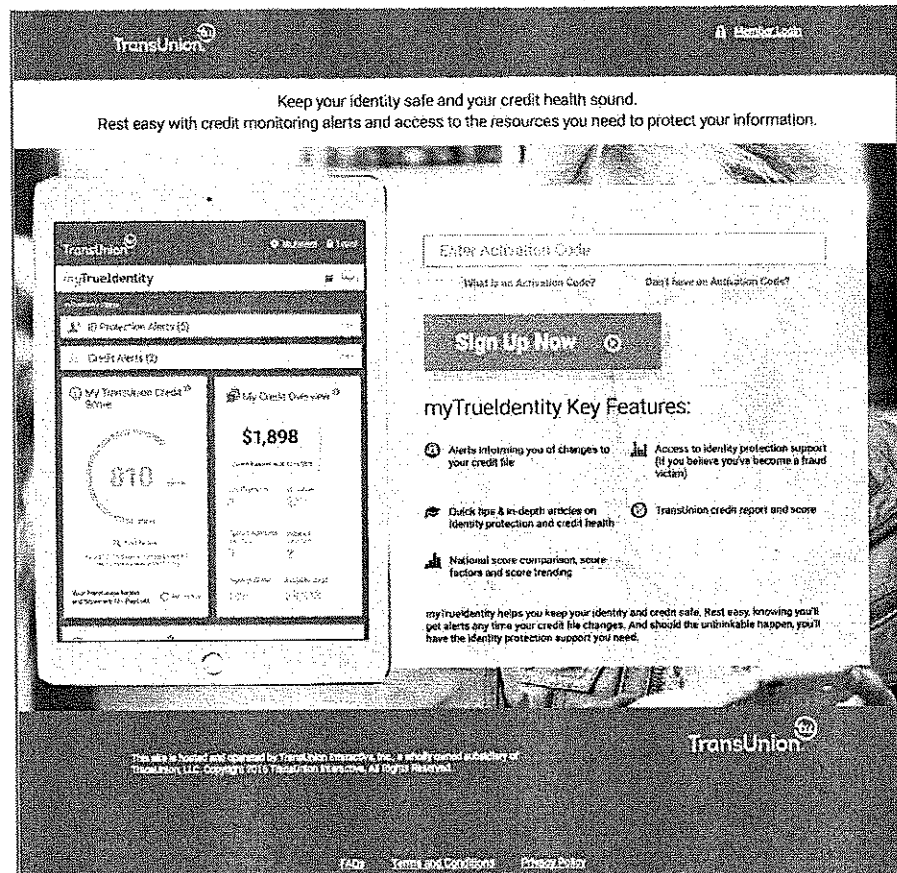 TransUnion
Member Login
Keep your identity safe and your credit health sound.
Rest easy with credit monitoring alerts and access to the resources you need to protect your information.
TransUnion
myTrueIdentity
ID Protection Alerts (5)
Credit Alerts (2)
My TransUnion Credit
Score
810
My Credit Overview
$1,898
Enter Activation Code
What is an Activation Code?
Don't have an Activation Code?
Sign Up Now
myTrueIdentity Key Features:
Alerts informing you of changes to
your credit file
Access to identity protection support
(if you believe you've become a fraud
victim)
Quick tips & in-depth articles on
identity protection and credit health
TransUnion credit report and score
National score comparison, score
factors and score trending
myTrueIdentity helps you keep your identity and credit safe. Rest easy, knowing you'll
get alerts any time your credit file changes. And should the unthinkable happen, you'll
have the identity protection support you need.
This site is hosted and operated by TransUnion Interactive, Inc., a wholly owned subsidiary of
TransUnion, LLC. Copyright 2016 TransUnion Interactive, All Rights Reserved.
TransUnion
FAQs
Terms and Conditions
Privacy Policy